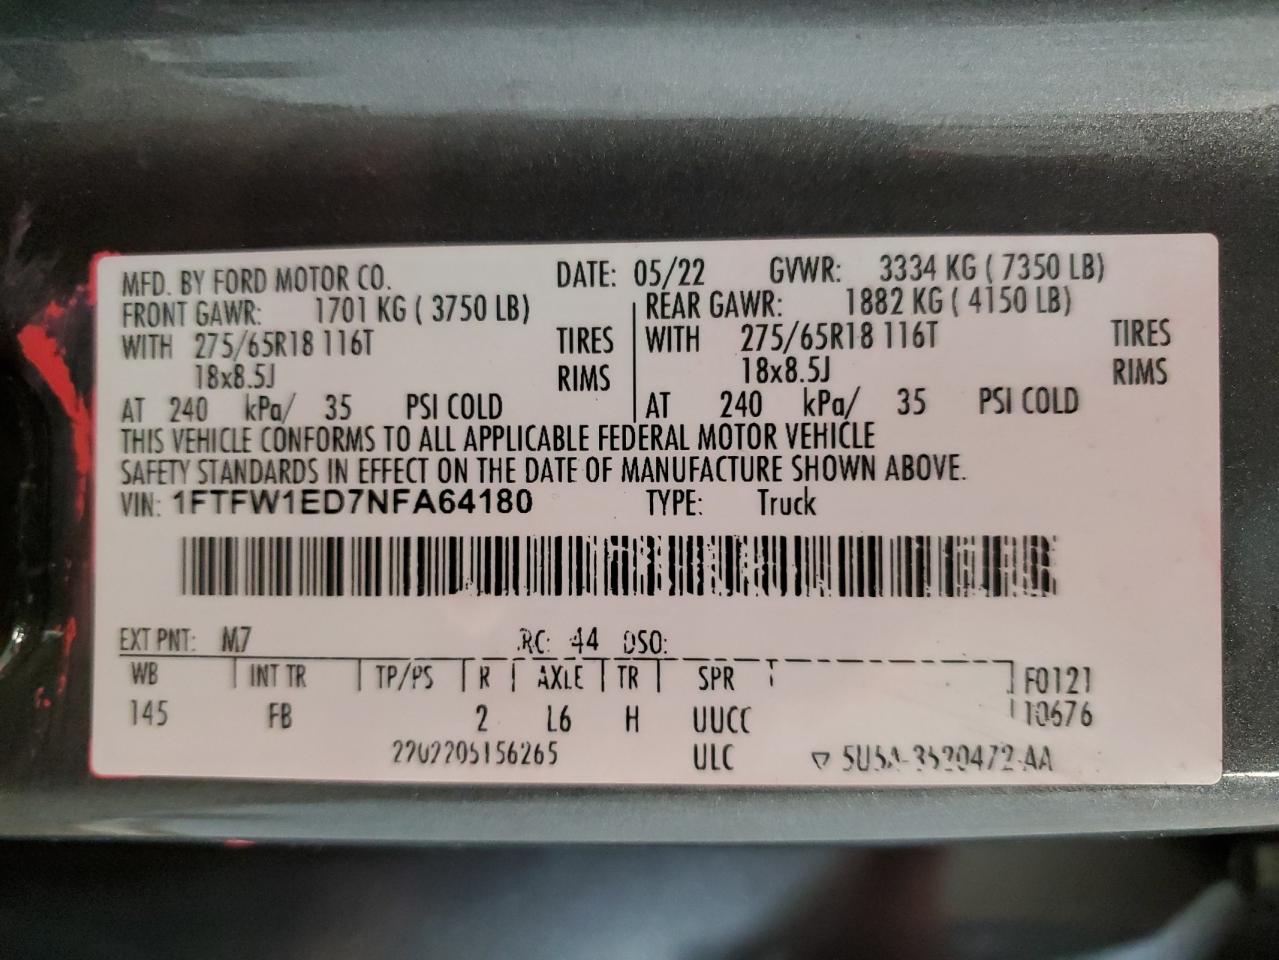 MFD. BY FORD MOTOR CO. DATE: 05/22 GVWR: 3334 KG ( 7350 LB)
FRONT GAWR: 1701 KG ( 3750 LB) REAR GAWR: 1882 KG ( 4150 LB)
WITH 275/65R18 116T TIRES WITH 275/65R18 116T TIRES
18x8.5J RIMS 18x8.5J RIMS
AT 240 kPa/ 35 PSI COLD AT 240 kPa/ 35 PSI COLD
THIS VEHICLE CONFORMS TO ALL APPLICABLE FEDERAL MOTOR VEHICLE
SAFETY STANDARDS IN EFFECT ON THE DATE OF MANUFACTURE SHOWN ABOVE.
VIN: 1FTFW1ED7NFA64180 TYPE: Truck
EXT PNT: M7 RC: 44 DSO:
WB INT TR TP/PS R AXLE TR SPR F0121
145 FB 2 L6 H UUCC 10676
2202205156265 ULC